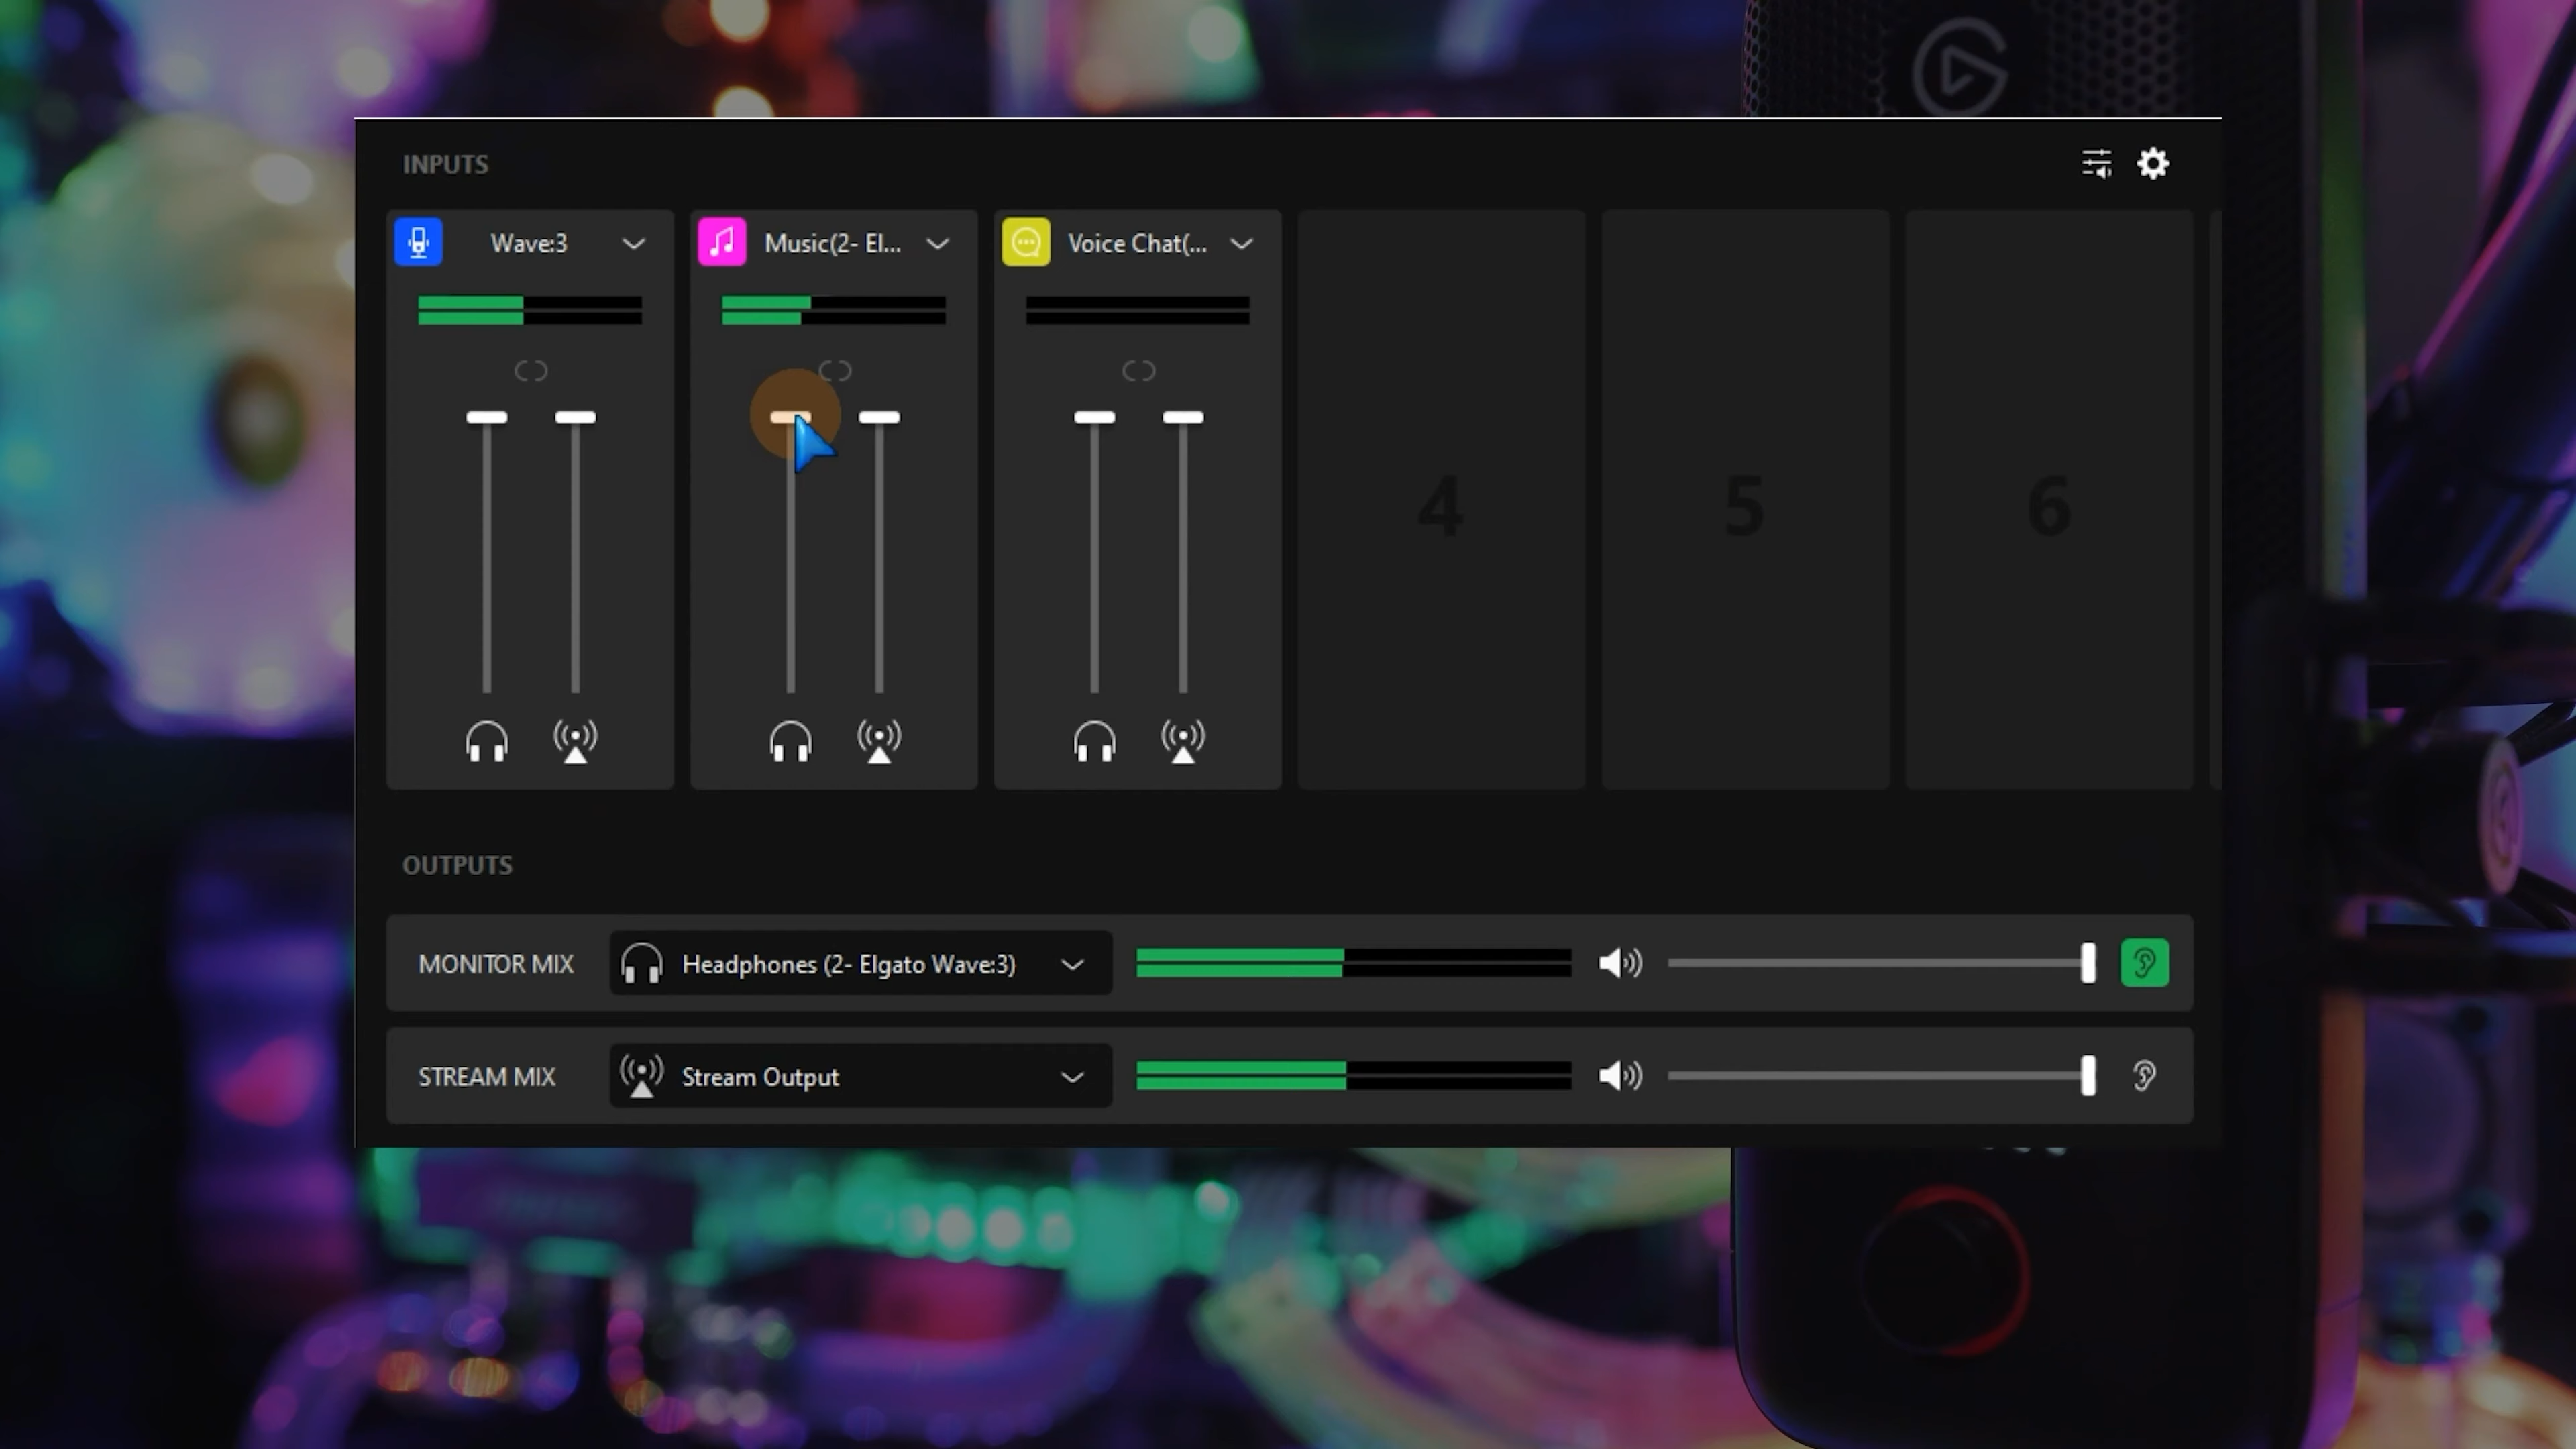 INPUTS
Wave:3
Music(2- El...
Voice Chat(...
4
5
6
OUTPUTS
MONITOR MIX
Headphones (2- Elgato Wave:3)
STREAM MIX
Stream Output